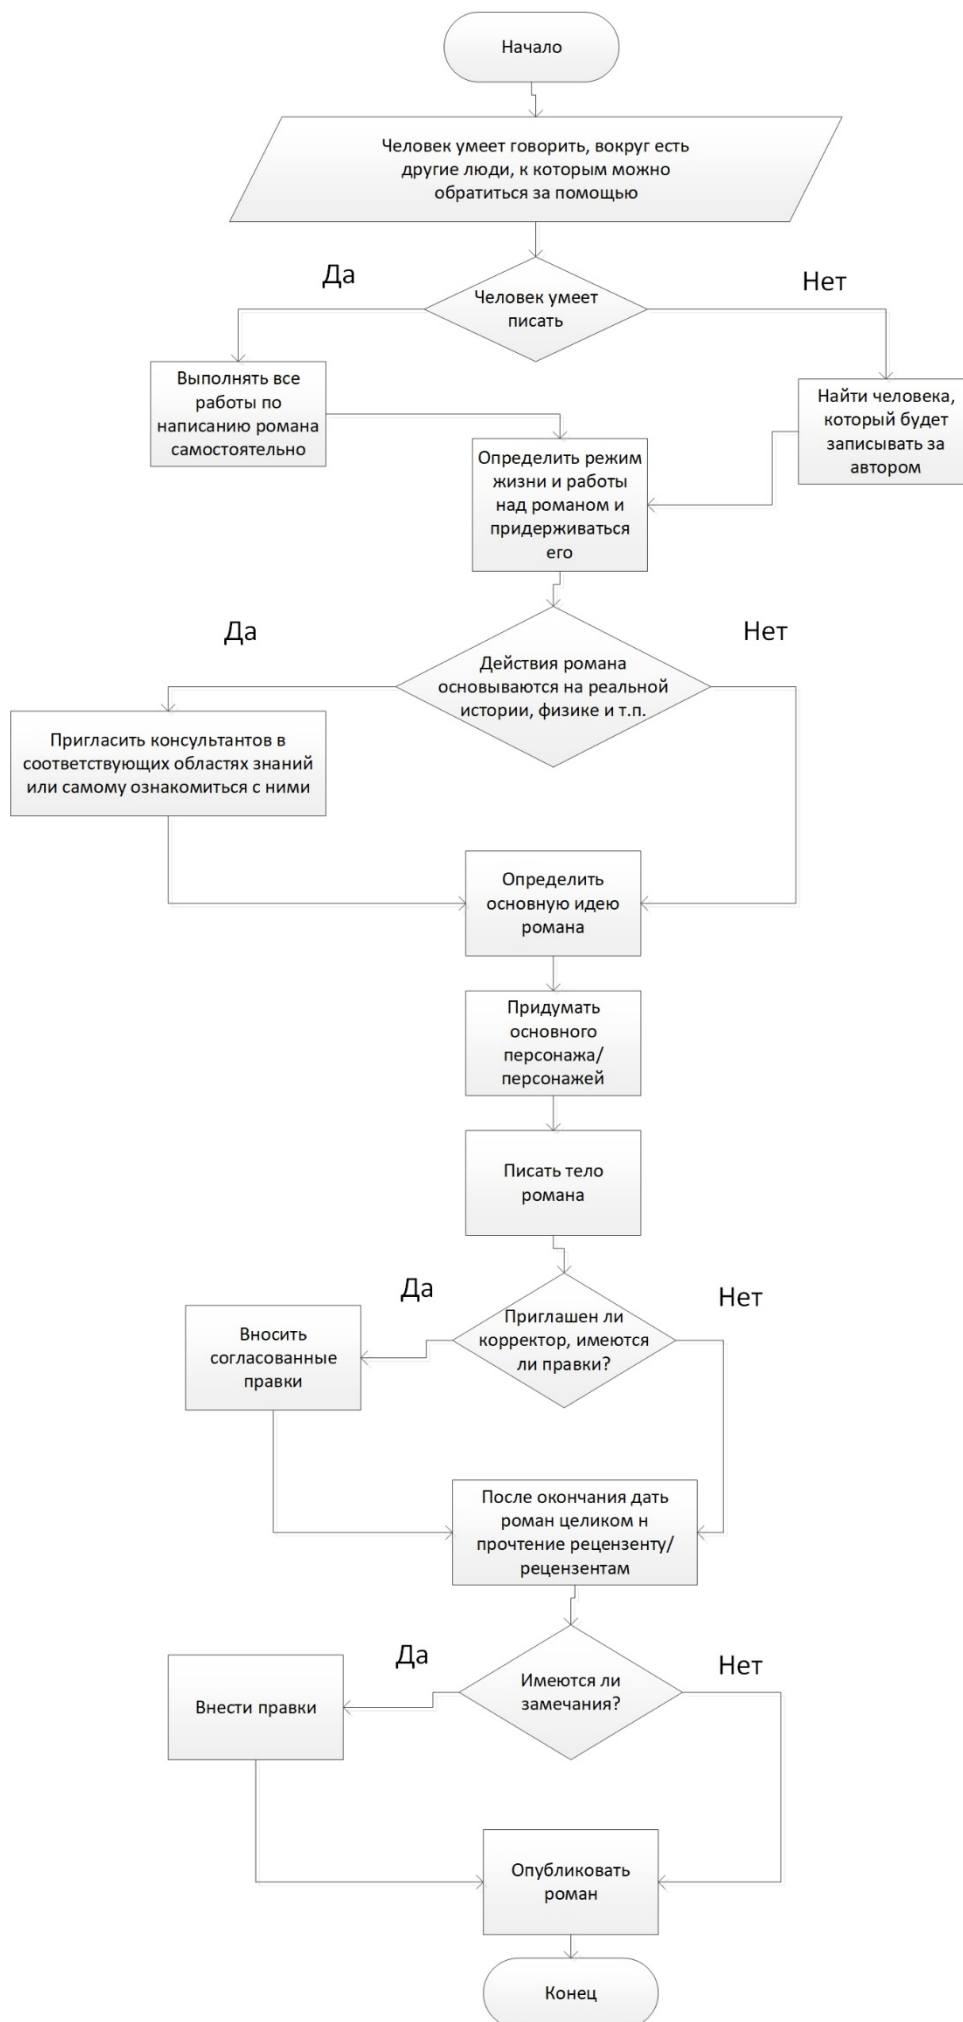 Начало
Человек умеет говорить, вокруг есть
другие люди, к которым можно
обратиться за помощью
Да
Нет
Человек умеет
писать
Выполнять все
работы по
написанию романа
самостоятельно
Найти человека,
который будет
записывать за
автором
Определить режим
жизни и работы
над романом и
придерживаться
его
Да
Нет
Действия романа
основываются на реальной
истории, физике и т.п.
Пригласить консультантов в
соответствующих областях знаний
или самому ознакомиться с ними
Определить
основную идею
романа
Придумать
основного
персонажа/
персонажей
Писать тело
романа
Да
Нет
Приглашен ли
корректор, имеются
ли правки?
Вносить
согласованные
правки
После окончания дать
роман целиком н
прочтение рецензенту/
рецензентам
Да
Нет
Имеются ли
замечания?
Внести правки
Опубликовать
роман
Конец